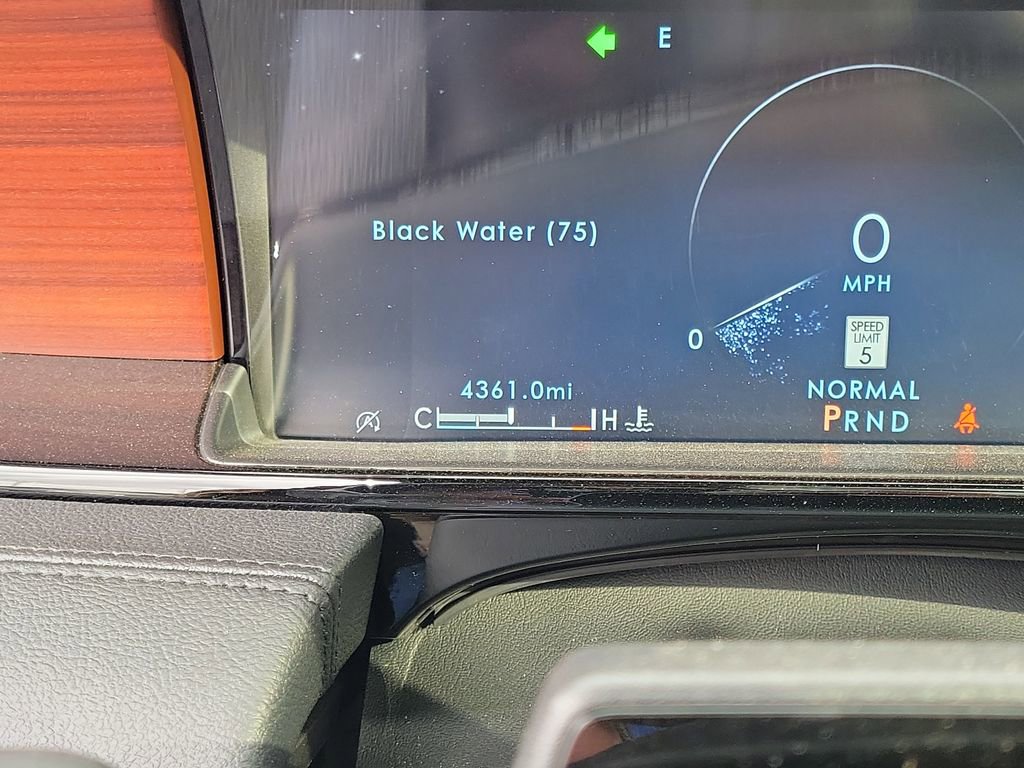 E
Black Water (75)
0
MPH
0
SPEED
LIMIT
5
4361.0mi
NORMAL
C H
PRND